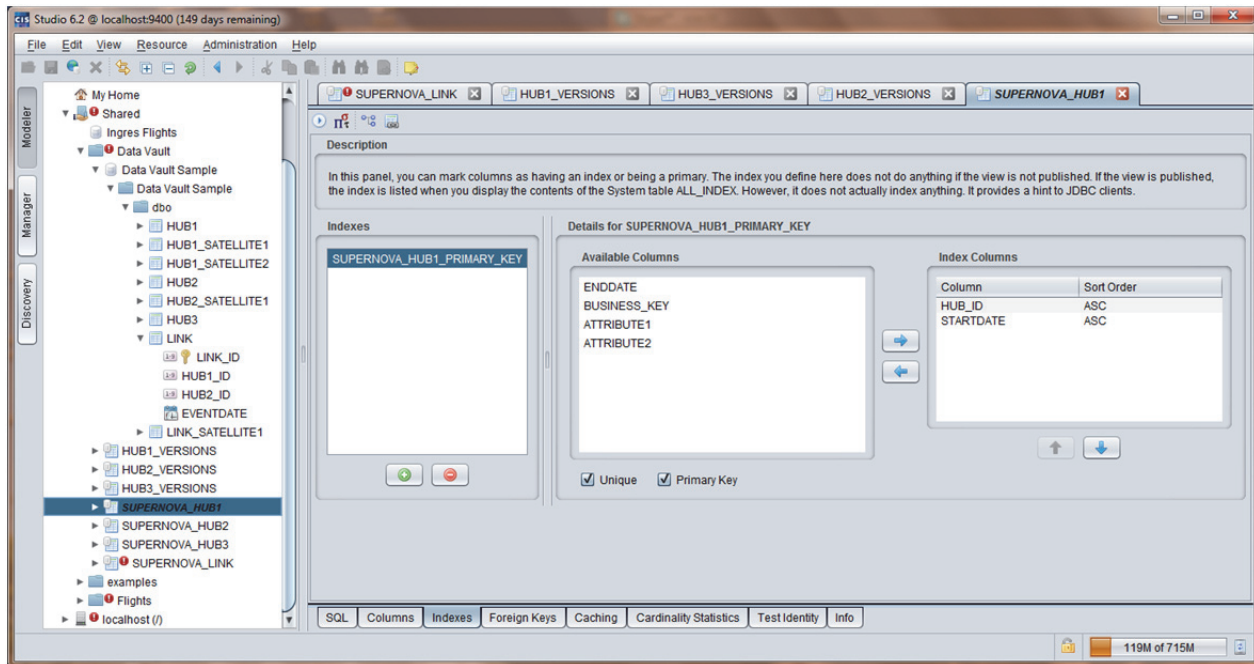 CIS Studio 6.2 @ localhost:9400 (149 days remaining)
File Edit View Resource Administration Help
Modeler
Manager
Discovery
My Home
Shared
Ingres Flights
Data Vault
Data Vault Sample
Data Vault Sample
dbo
HUB1
HUB1_SATELLITE1
HUB1_SATELLITE2
HUB2
HUB2_SATELLITE1
HUB3
LINK
LINK_ID
HUB1_ID
HUB2_ID
EVENTDATE
LINK_SATELLITE1
HUB1_VERSIONS
HUB2_VERSIONS
HUB3_VERSIONS
SUPERNOVA_HUB1
SUPERNOVA_HUB2
SUPERNOVA_HUB3
SUPERNOVA_LINK
examples
Flights
localhost (/)
SUPERNOVA_LINK HUB1_VERSIONS HUB3_VERSIONS HUB2_VERSIONS SUPERNOVA_HUB1
Description
In this panel, you can mark columns as having an index or being a primary. The index you define here does not do anything if the view is not published. If the view is published,
the index is listed when you display the contents of the System table ALL_INDEX. However, it does not actually index anything. It provides a hint to JDBC clients.
Indexes
SUPERNOVA_HUB1_PRIMARY_KEY
Details for SUPERNOVA_HUB1_PRIMARY_KEY
Available Columns
ENDDATE
BUSINESS_KEY
ATTRIBUTE1
ATTRIBUTE2
Index Columns
Column Sort Order
HUB_ID ASC
STARTDATE ASC
Unique Primary Key
SQL Columns Indexes Foreign Keys Caching Cardinality Statistics Test Identity Info
119M of 715M